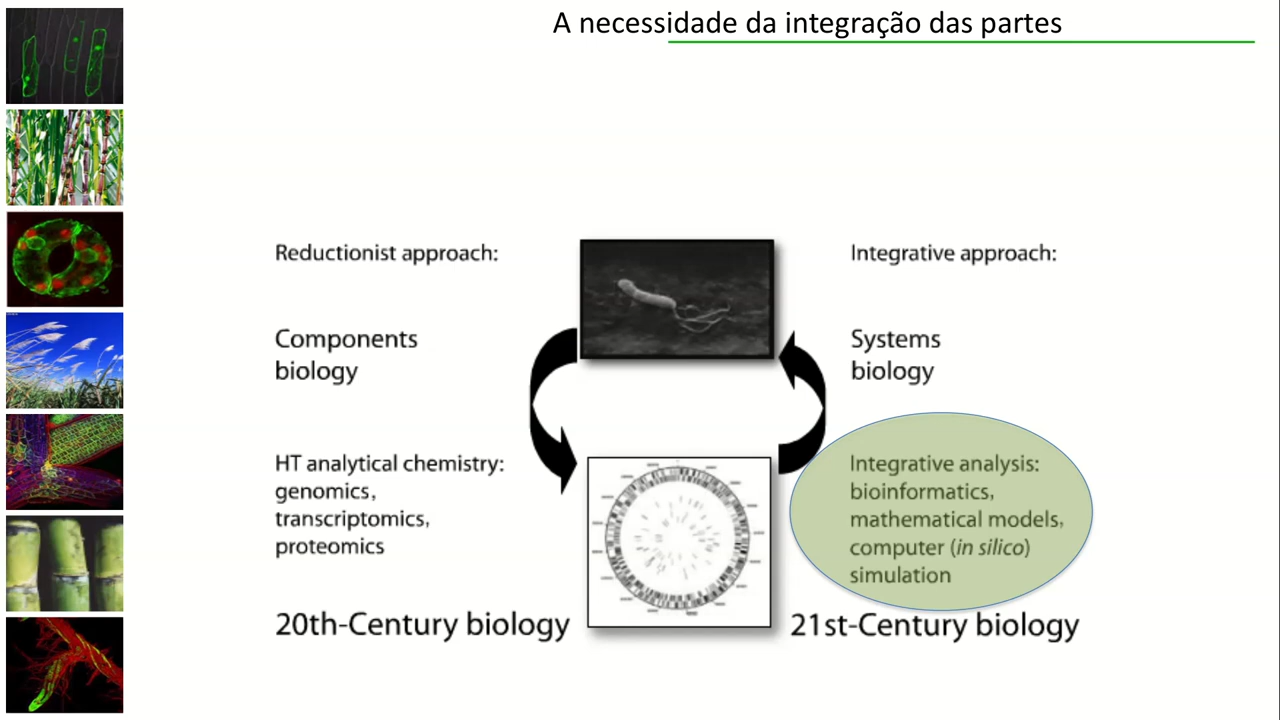 A necessidade da integração das partes
Reductionist approach:
Components
biology
HT analytical chemistry:
genomics,
transcriptomics,
proteomics
20th-Century biology
Integrative approach:
Systems
biology
Integrative analysis:
bioinformatics,
mathematical models,
computer (in silico)
simulation
21st-Century biology